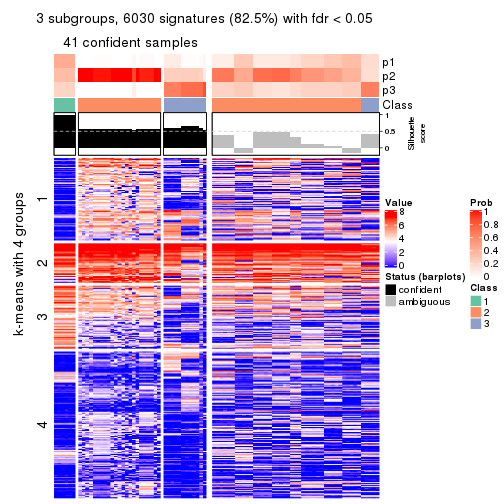 3 subgroups, 6030 signatures (82.5%) with fdr < 0.05
41 confident samples
p1
p2
p3
Class
1
0.5
0
Silhouette
score
k-means with 4 groups
1
2
3
4
Value
8
6
4
2
0
Status (barplots)
confident
ambiguous
Prob
1
0.8
0.6
0.4
0.2
0
Class
1
2
3